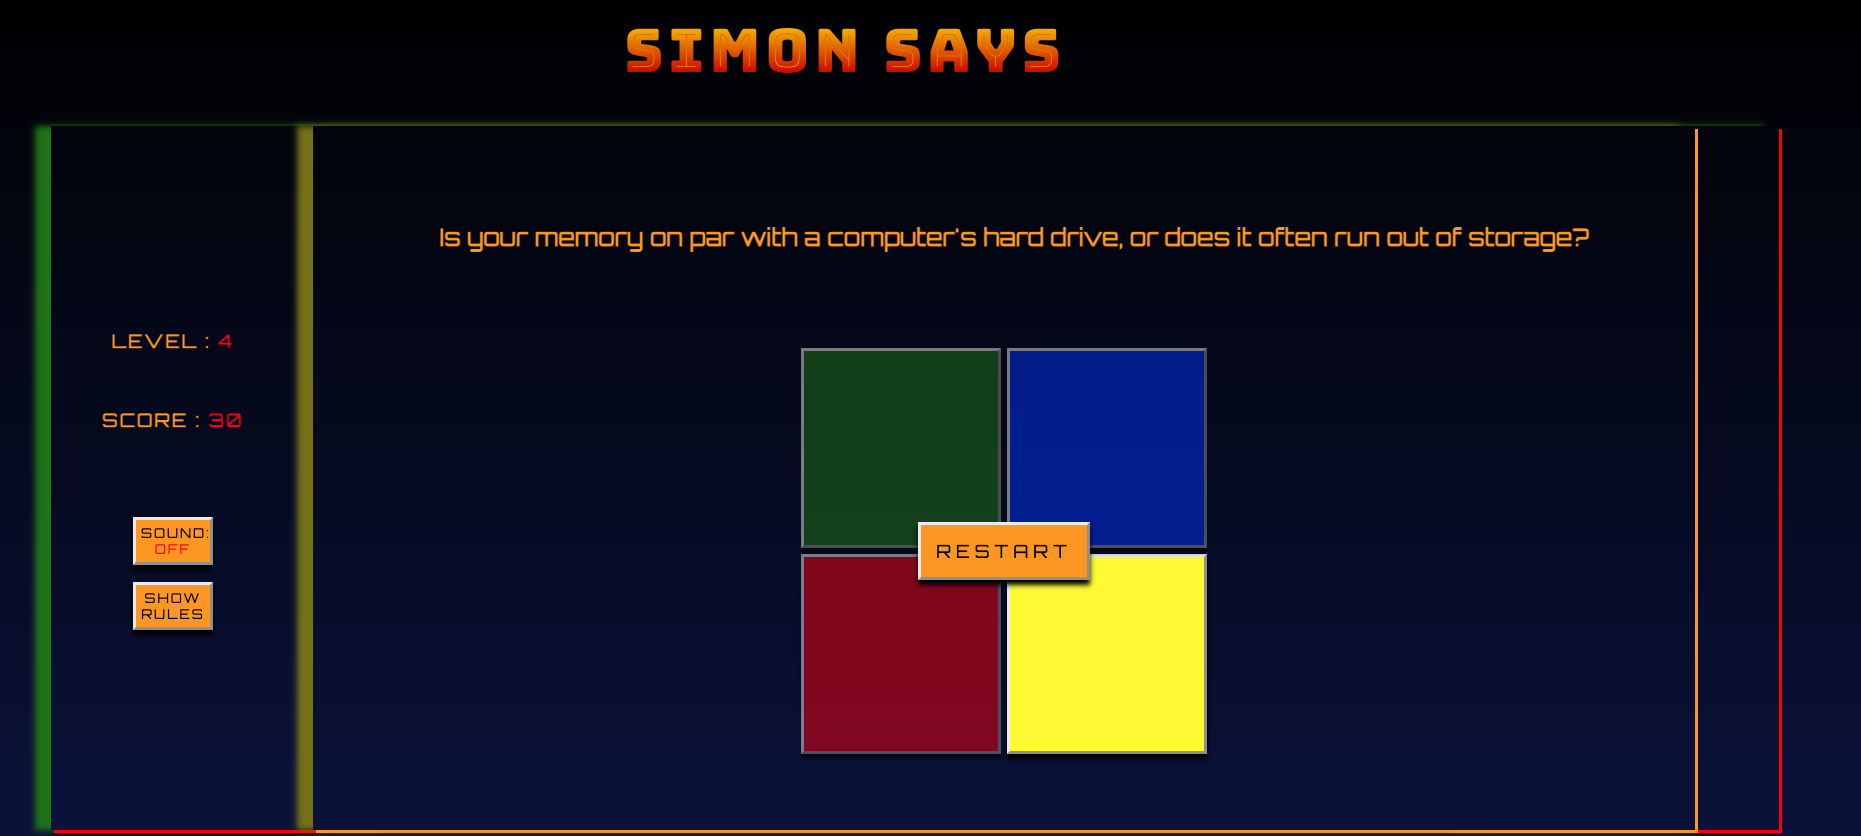 SIMON SAYS
Is your memory on par with a computer's hard drive, or does it often run out of storage?
LEVEL : 4
SCORE : 30
SOUND:
OFF
SHOW
RULES
RESTART